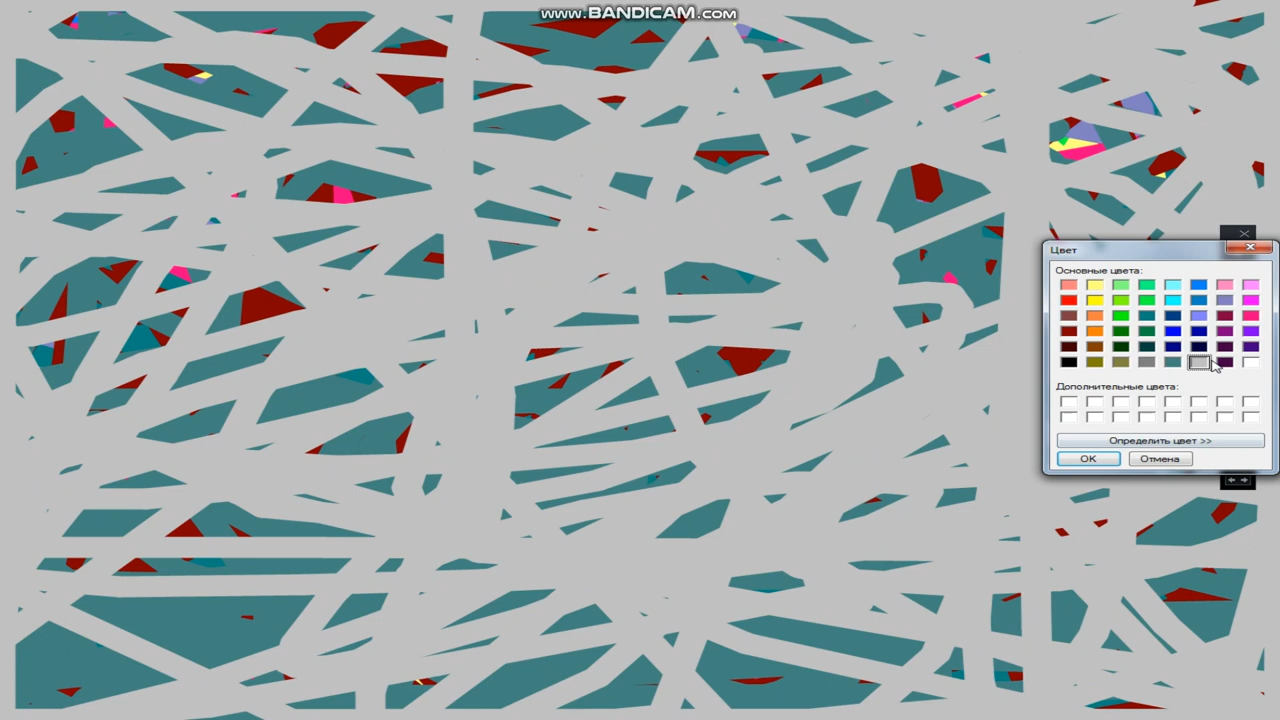 www.BANDICAM.com
Цвет
Основные цвета:
Дополнительные цвета:
Определить цвет >>
OK
Отмена